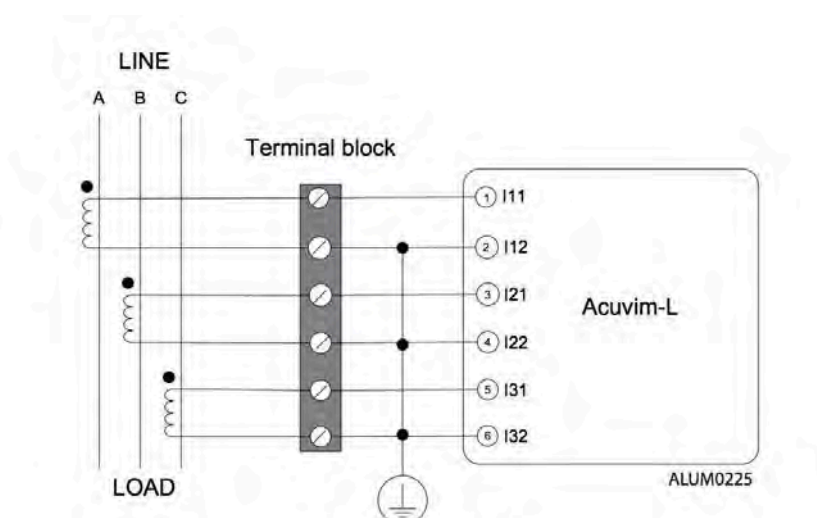 LINE
A B C
Terminal block
1 I11
2 I12
3 I21
Acuvim-L
4 I22
5 I31
6 I32
ALUM0225
LOAD